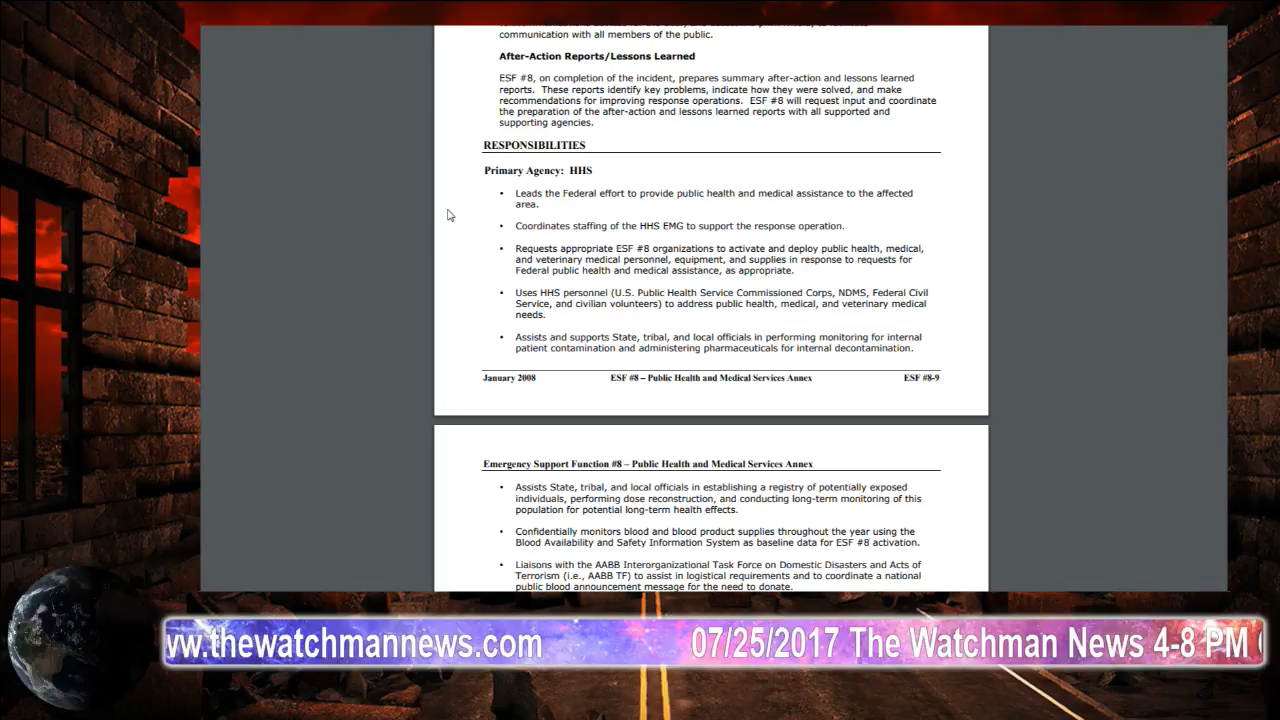 communication with all members of the public.
After-Action Reports/Lessons Learned
ESF #8, on completion of the incident, prepares summary after-action and lessons learned
reports. These reports identify key problems, indicate how they were solved, and make
recommendations for improving response operations. ESF #8 will request input and coordinate
the preparation of the after-action and lessons learned reports with all supported and
supporting agencies.
RESPONSIBILITIES
Primary Agency: HHS
• Leads the Federal effort to provide public health and medical assistance to the affected
area.
• Coordinates staffing of the HHS EMG to support the response operation.
• Requests appropriate ESF #8 organizations to activate and deploy public health, medical,
and veterinary medical personnel, equipment, and supplies in response to requests for
Federal public health and medical assistance, as appropriate.
• Uses HHS personnel (U.S. Public Health Service Commissioned Corps, NDMS, Federal Civil
Service, and civilian volunteers) to address public health, medical, and veterinary medical
needs.
• Assists and supports State, tribal, and local officials in performing monitoring for internal
patient contamination and administering pharmaceuticals for internal decontamination.
January 2008 ESF #8 – Public Health and Medical Services Annex ESF #8-9
Emergency Support Function #8 – Public Health and Medical Services Annex
• Assists State, tribal, and local officials in establishing a registry of potentially exposed
individuals, performing dose reconstruction, and conducting long-term monitoring of this
population for potential long-term health effects.
• Confidentially monitors blood and blood product supplies throughout the year using the
Blood Availability and Safety Information System as baseline data for ESF #8 activation.
• Liaisons with the AABB Interorganizational Task Force on Domestic Disasters and Acts of
Terrorism (i.e., AABB TF) to assist in logistical requirements and to coordinate a national
public blood announcement message for the need to donate.
vw.thewatchmannews.com 07/25/2017 The Watchman News 4-8 PM